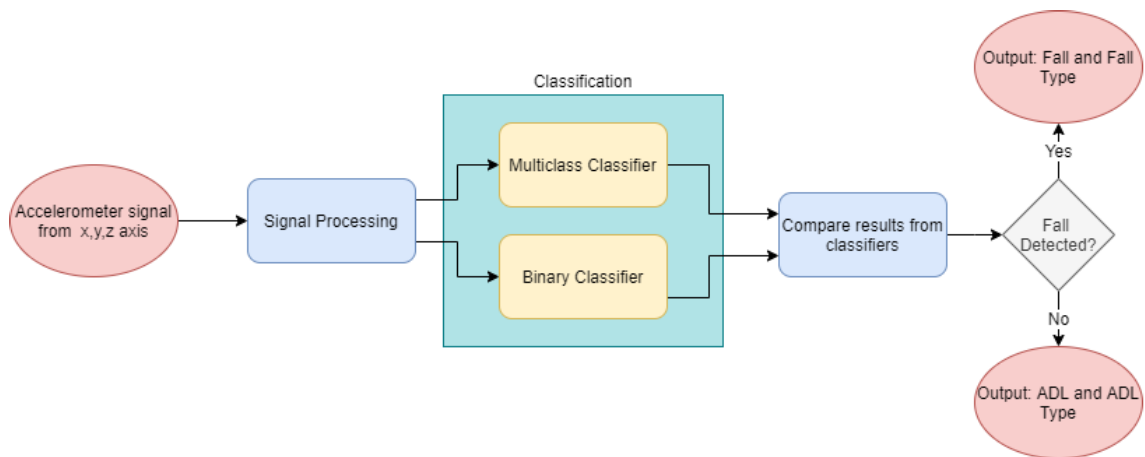 Accelerometer signal
from x,y,z axis
Signal Processing
Classification
Multiclass Classifier
Binary Classifier
Compare results from
classifiers
Fall
Detected?
Yes
Output: Fall and Fall
Type
No
Output: ADL and ADL
Type